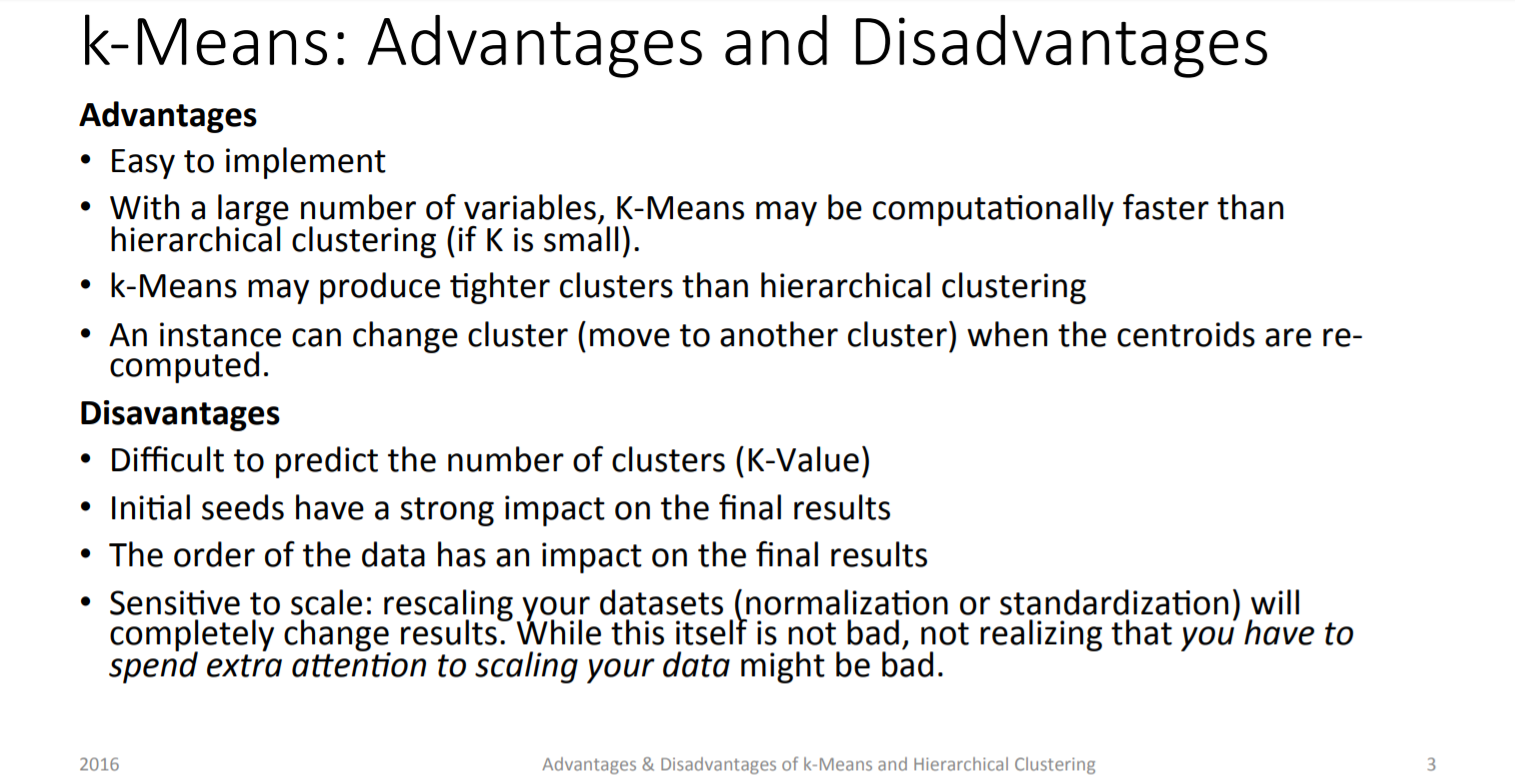 k-Means: Advantages and Disadvantages
Advantages
• Easy to implement
• With a large number of variables, K-Means may be computationally faster than
hierarchical clustering (if K is small).
• k-Means may produce tighter clusters than hierarchical clustering
• An instance can change cluster (move to another cluster) when the centroids are re-
computed.
Disavantages
• Difficult to predict the number of clusters (K-Value)
• Initial seeds have a strong impact on the final results
• The order of the data has an impact on the final results
• Sensitive to scale: rescaling your datasets (normalization or standardization) will
completely change results. While this itself is not bad, not realizing that you have to
spend extra attention to scaling your data might be bad.
2016 Advantages & Disadvantages of k-Means and Hierarchical Clustering 3